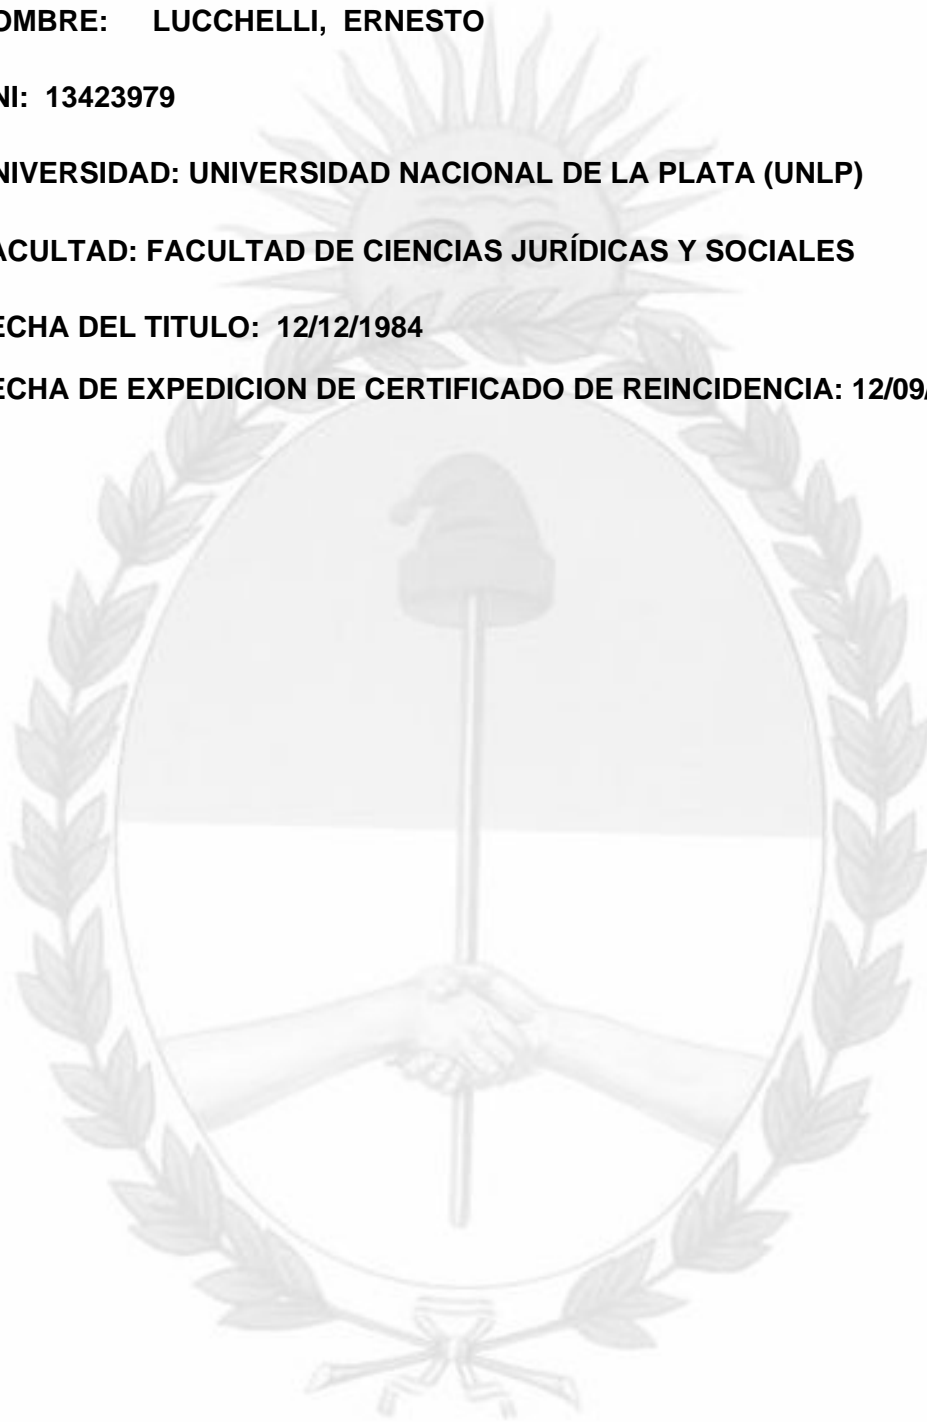 OMBRE: LUCCHELLI, ERNESTO
NI: 13423979
NIVERSIDAD: UNIVERSIDAD NACIONAL DE LA PLATA (UNLP)
ACULTAD: FACULTAD DE CIENCIAS JURÍDICAS Y SOCIALES
ECHA DEL TITULO: 12/12/1984
ECHA DE EXPEDICION DE CERTIFICADO DE REINCIDENCIA: 12/09/